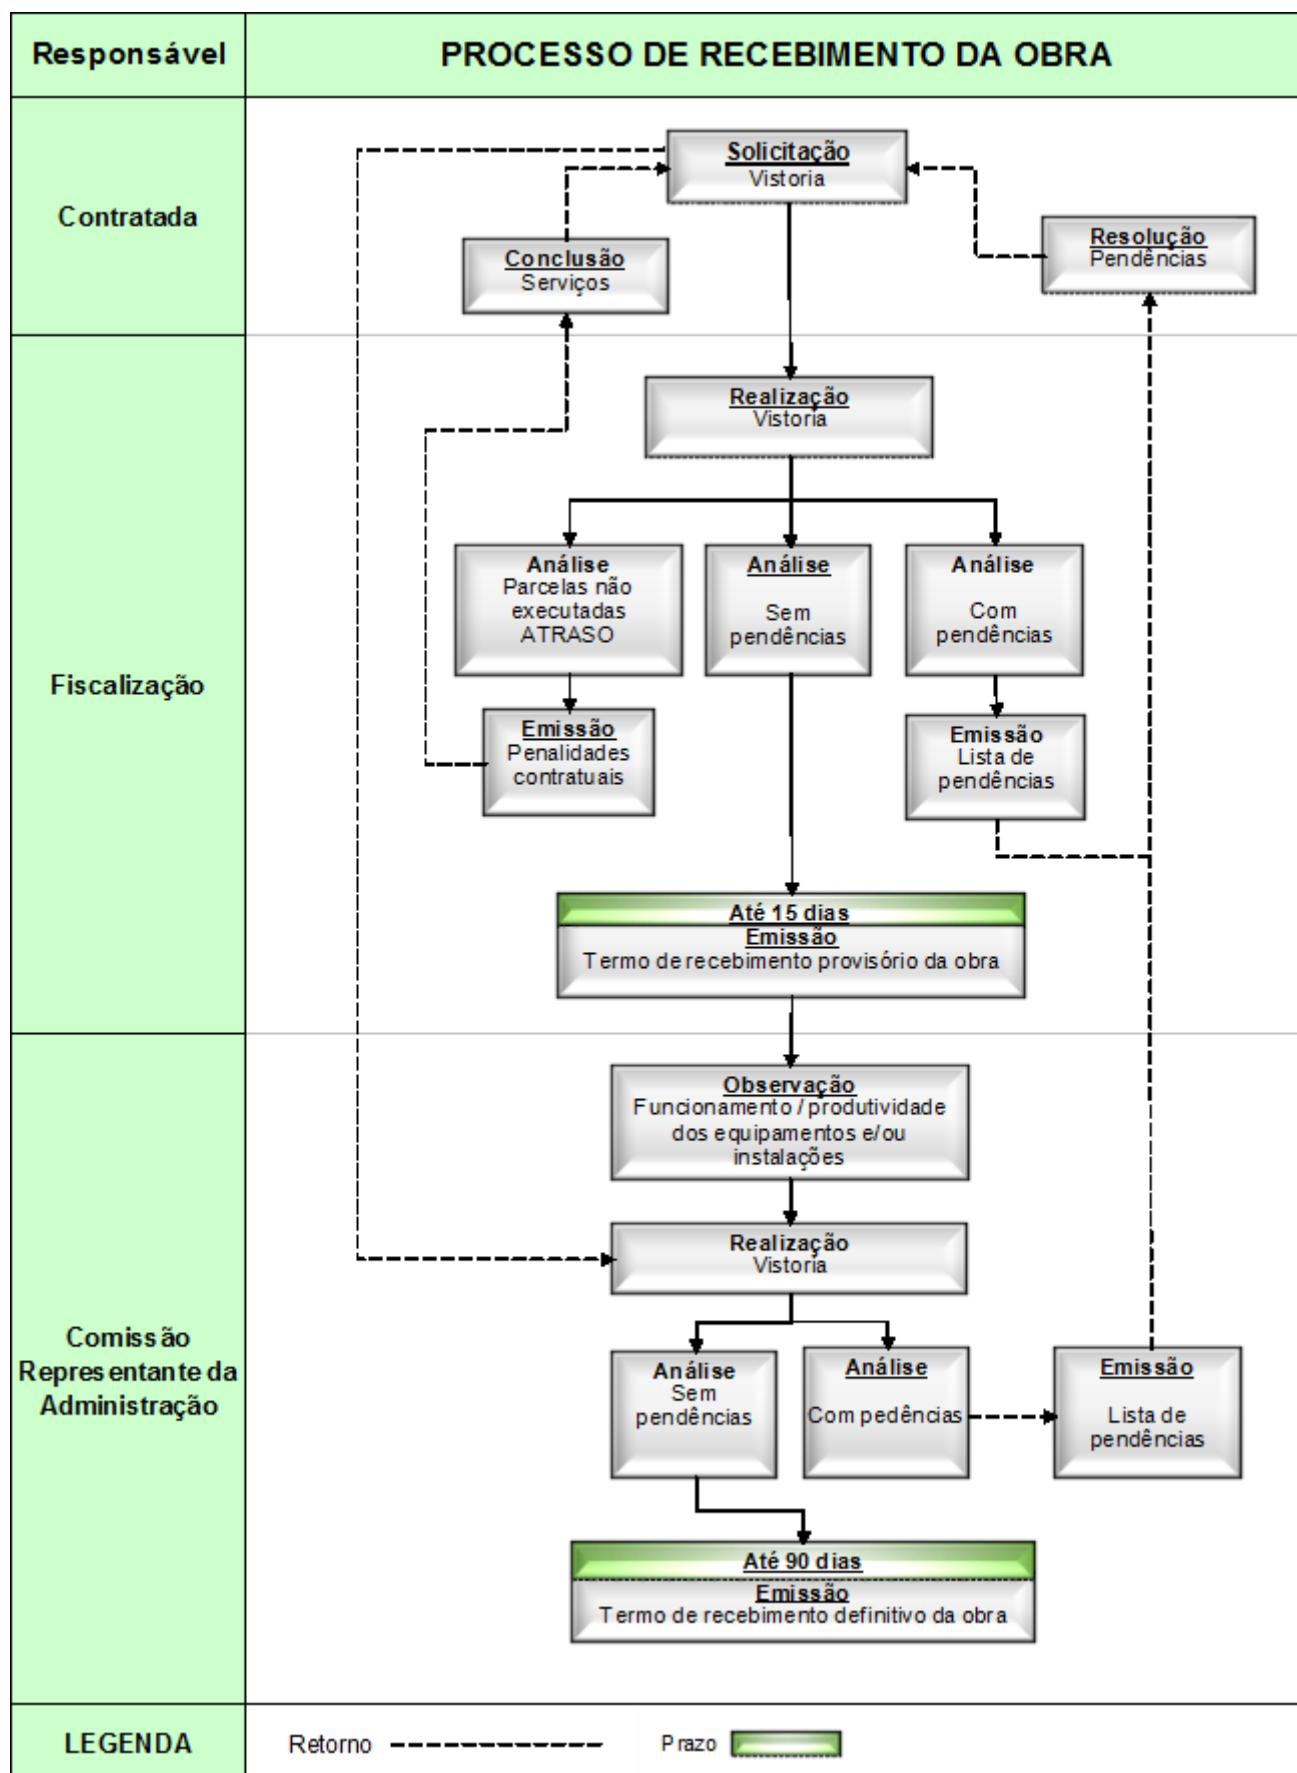 Responsável
PROCESSO DE RECEBIMENTO DA OBRA
Contratada
Solicitação
Vistoria
Conclusão
Serviços
Resolução
Pendências
Fiscalização
Realização
Vistoria
Análise
Parcelas não
executadas
ATRASO
Análise
Sem
pendências
Análise
Com
pendências
Emissão
Penalidades
contratuais
Emissão
Lista de
pendências
Até 15 dias
Emissão
Termo de recebimento provisório da obra
Comissão
Representante da
Administração
Observação
Funcionamento / produtividade
dos equipamentos e/ou
instalações
Realização
Vistoria
Análise
Sem
pendências
Análise
Com pedências
Emissão
Lista de
pendências
Até 90 dias
Emissão
Termo de recebimento definitivo da obra
LEGENDA
Retorno
Prazo